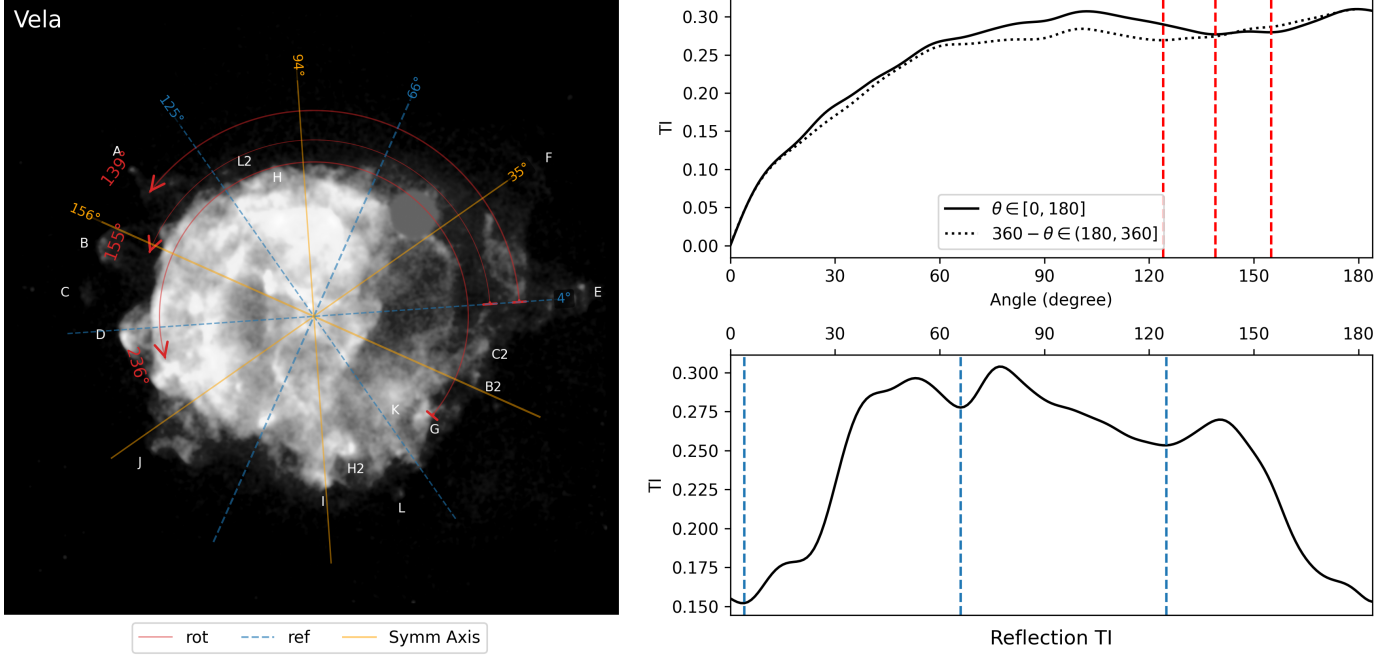 Vela
94°
66°
125°
A
139°
L2
H
F
35°
156°
B
155°
C
4°
E
D
236°
C2
B2
K
G
J
H2
I
L
rot
ref
Symm Axis
TI
0.30
0.25
0.20
0.15
0.10
0.05
0.00
θ ∈ [0, 180]
360 − θ ∈ (180, 360]
0 30 60 90 120 150 180
Angle (degree)
0 30 60 90 120 150 180
TI
0.300
0.275
0.250
0.225
0.200
0.175
0.150
Reflection TI